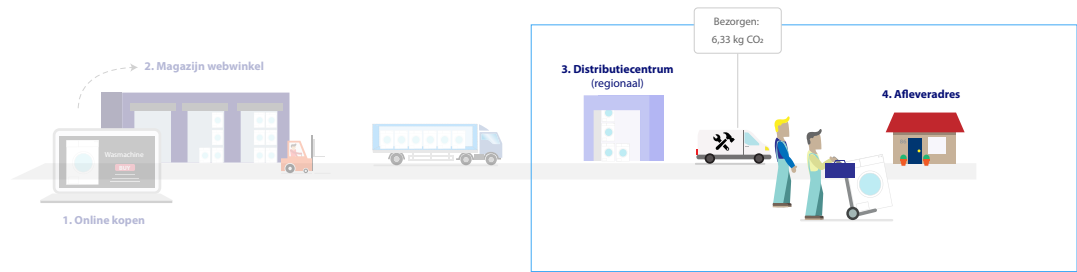 Bezorgen:
6,33 kg CO₂
2. Magazijn webwinkel
3. Distributiecentrum
(regionaal)
4. Afleveradres
Wasmachine
BUY
1. Online kopen